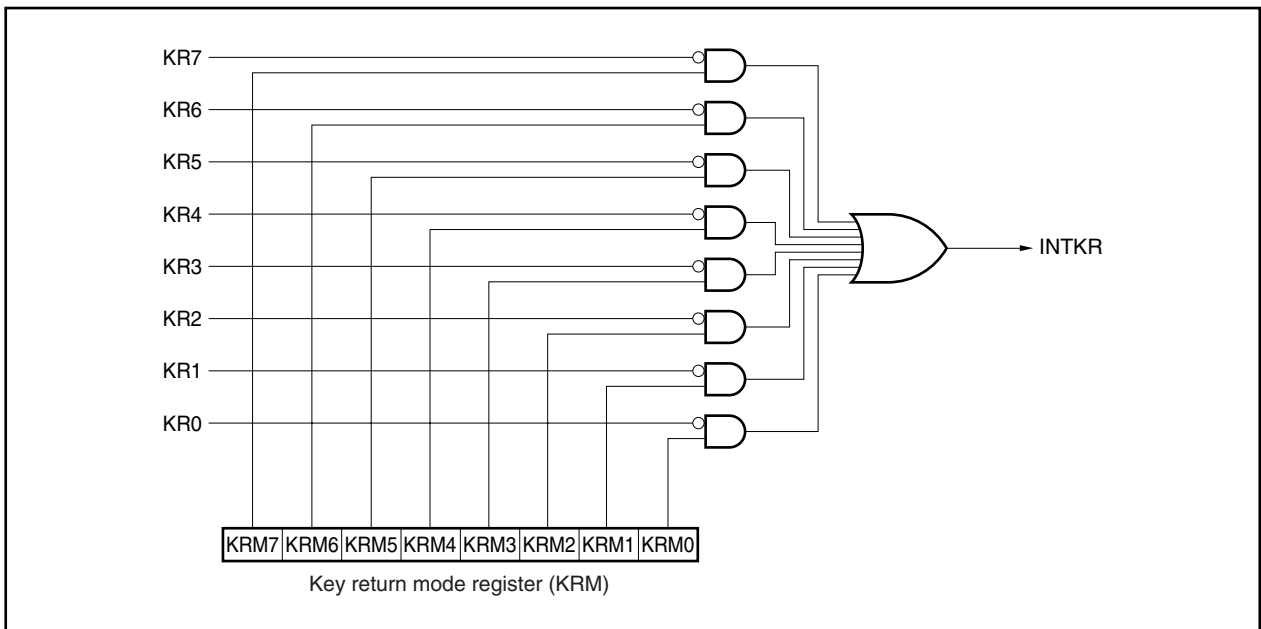 KR7
KR6
KR5
KR4
INTKR
KR3
KR2
KR1
KR0
KRM7 KRM6 KRM5 KRM4 KRM3 KRM2 KRM1 KRM0
Key return mode register (KRM)